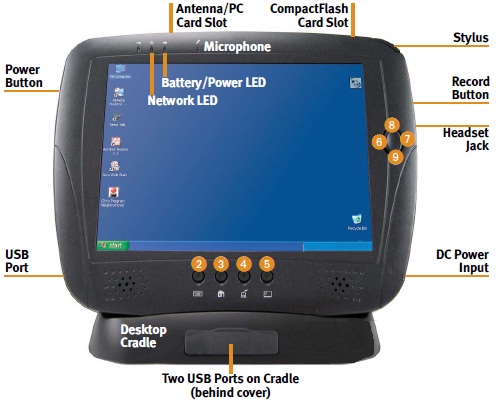 Antenna/PC
Card Slot
CompactFlash
Card Slot
Microphone
Stylus
Power
Button
Battery/Power LED
Network LED
Record
Button
8
6
7
9
Headset
Jack
Recycle Bin
start
USB
Port
2
3
4
5
DC Power
Input
Desktop
Cradle
Two USB Ports on Cradle
(behind cover)